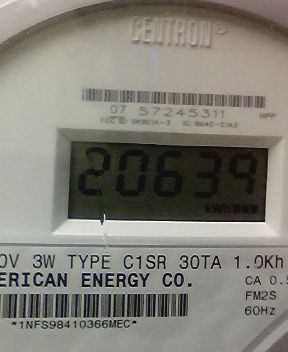 CENTRON®
07 57245311 NPP
20639
kWh
0V 3W TYPE C1SR 30TA 1.0Kh
ERICAN ENERGY CO. CA 0.5
FM2S
*1NFS98410366MEC* 60Hz